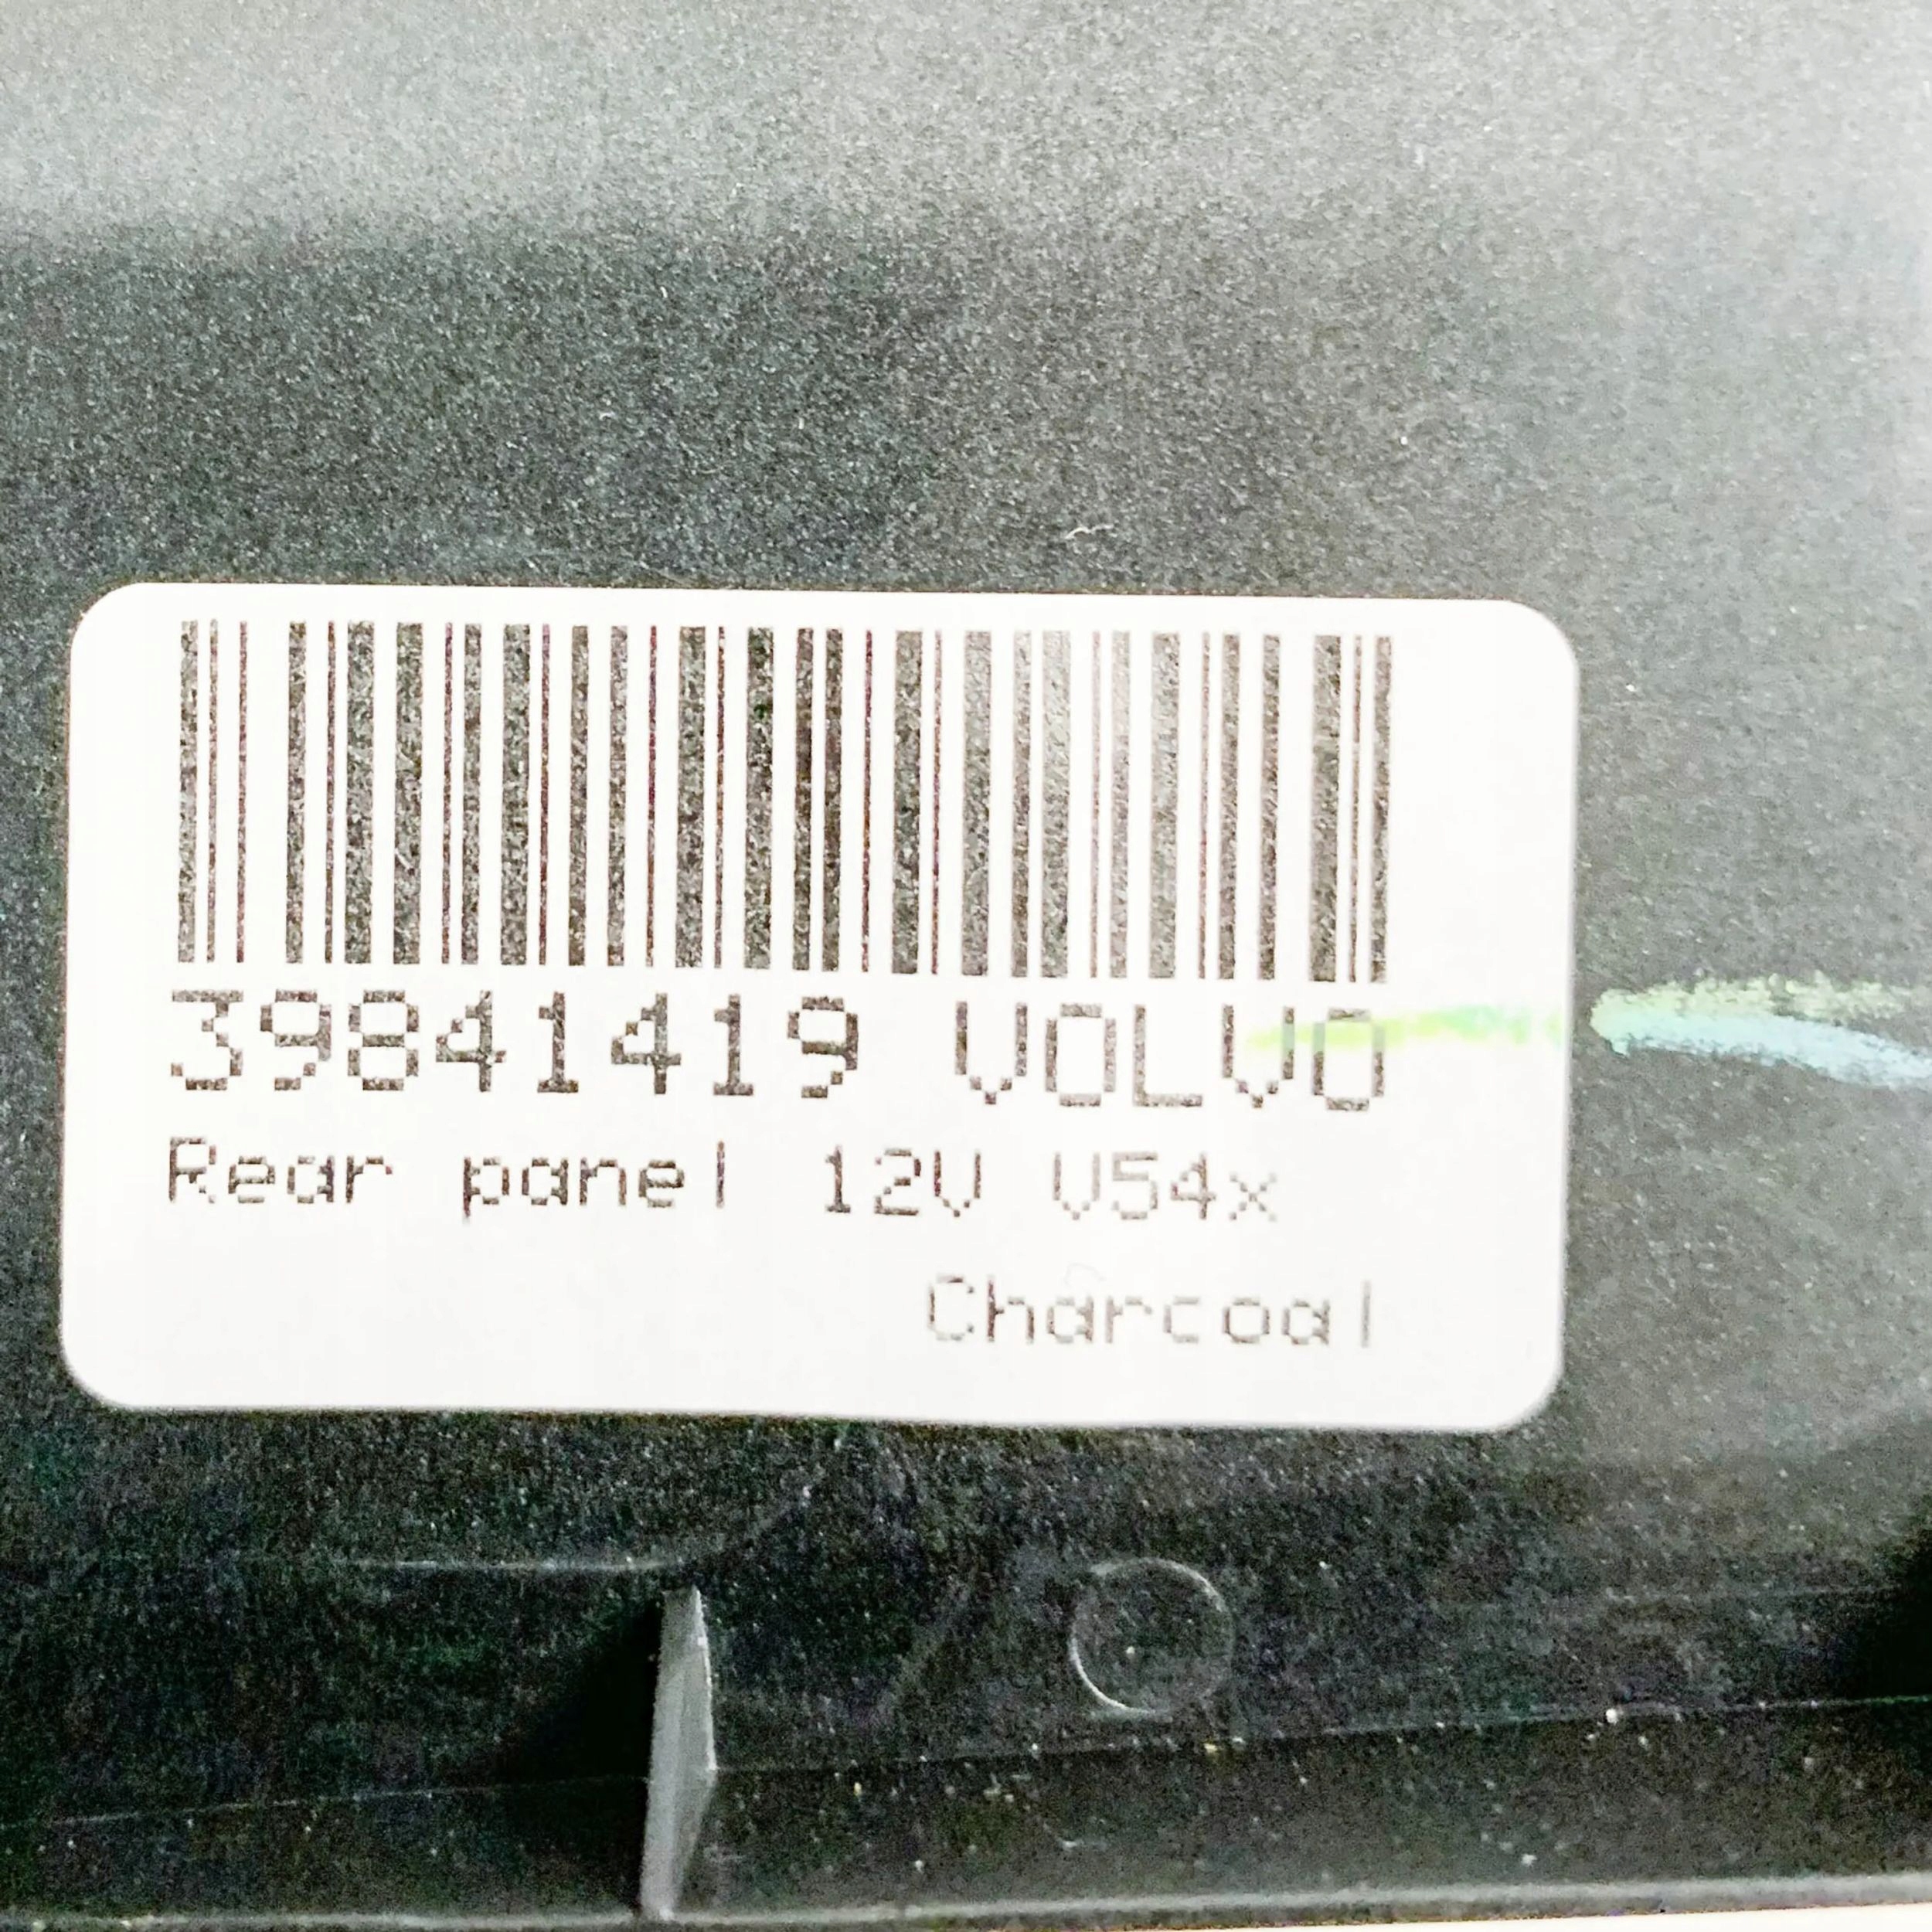 39841419 VOLVO
Rear panel 12V V54x
Charcoal